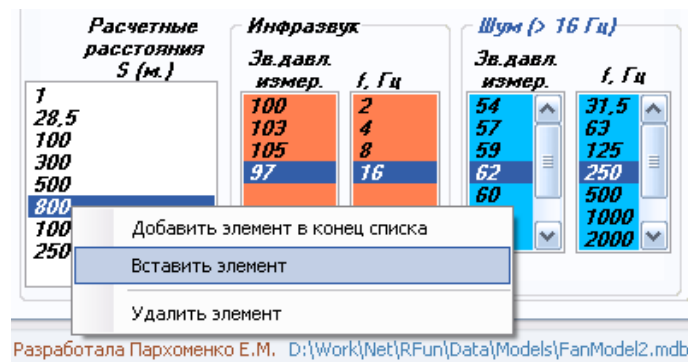 Расчетные
расстояния
S (м.)
1
28,5
100
300
500
800
100
250
Инфразвук
Зв.давл.
измер.
f, Гц
100
103
105
97
2
4
8
16
Шум (> 16 Гц)
Зв.давл.
измер.
f, Гц
54
57
59
62
60
31,5
63
125
250
500
1000
2000
Добавить элемент в конец списка
Вставить элемент
Удалить элемент
Разработала Пархоменко Е.М. D:\Work\Net\RFun\Data\Models\FanModel2.mdb